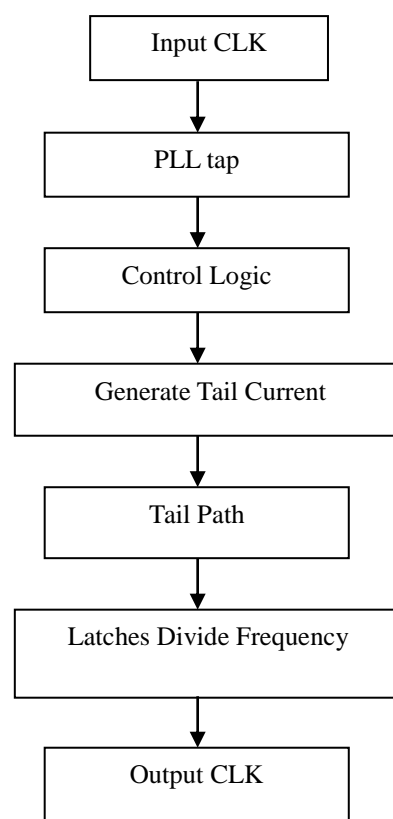 Input CLK
PLL tap
Control Logic
Generate Tail Current
Tail Path
Latches Divide Frequency
Output CLK